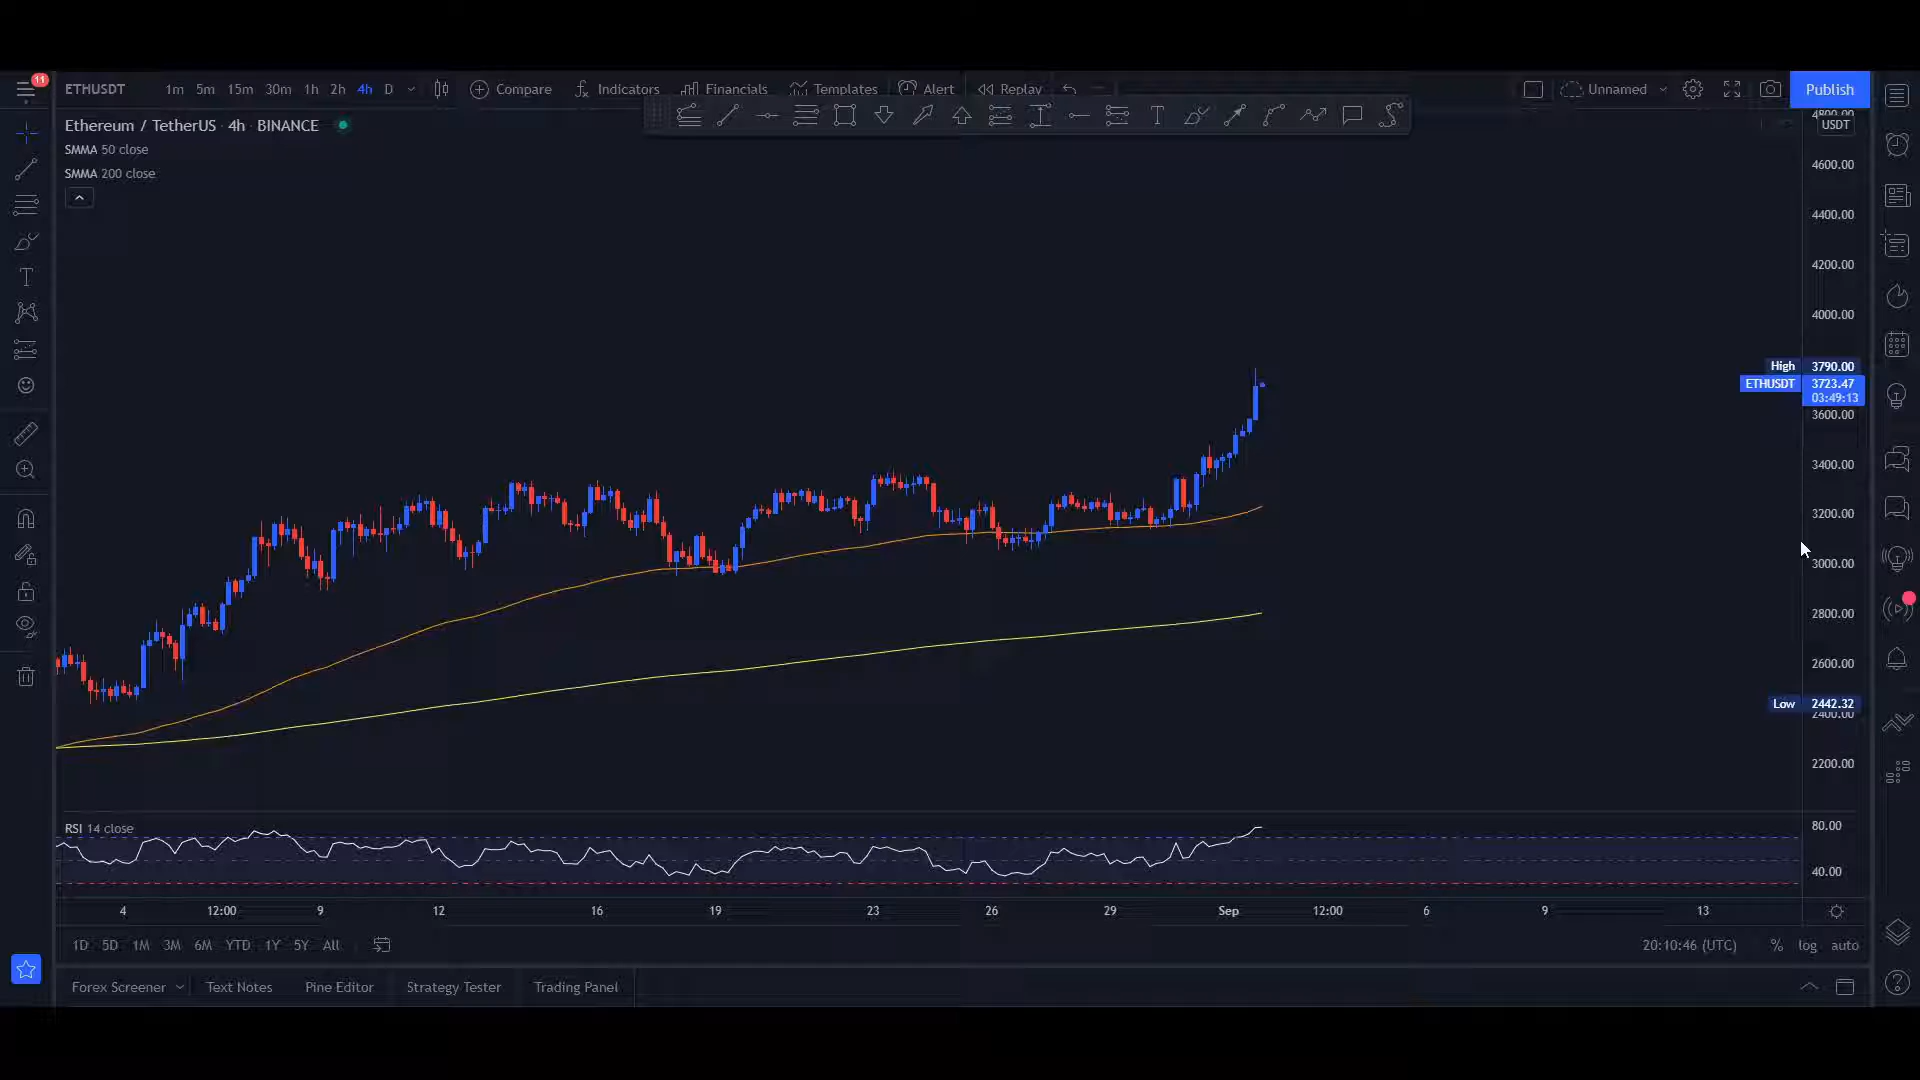 11
ETHUSDT 1m 5m 15m 30m 1h 2h 4h D Compare Indicators Financials Templates Alert Replay Unnamed Publish
Ethereum / TetherUS · 4h · BINANCE
SMMA 50 close
SMMA 200 close
4800.00
USDT
4600.00
4400.00
4200.00
4000.00
High 3790.00
ETHUSDT 3723.47
03:49:13
3600.00
3400.00
3200.00
3000.00
2800.00
2600.00
Low 2442.32
2400.00
2200.00
RSI 14 close
80.00
40.00
4 12:00 9 12 16 19 23 26 29 Sep 12:00 6 9 13
1D 5D 1M 3M 6M YTD 1Y 5Y All 20:10:46 (UTC) % log auto
Forex Screener Text Notes Pine Editor Strategy Tester Trading Panel